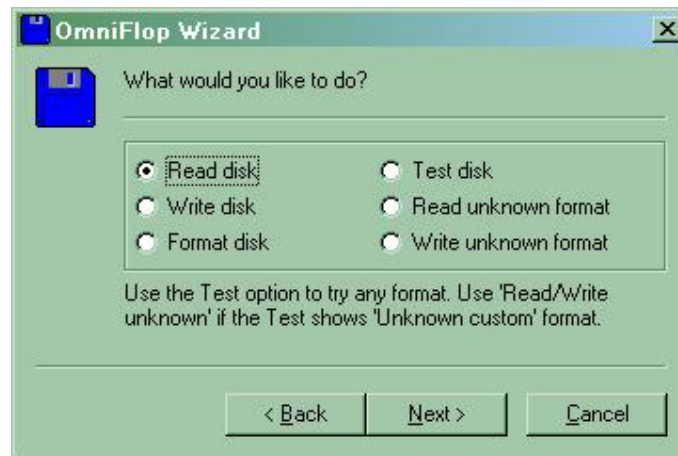 OmniFlop Wizard
What would you like to do?
Read disk
Test disk
Write disk
Read unknown format
Format disk
Write unknown format
Use the Test option to try any format. Use 'Read/Write
unknown' if the Test shows 'Unknown custom' format.
< Back
Next >
Cancel